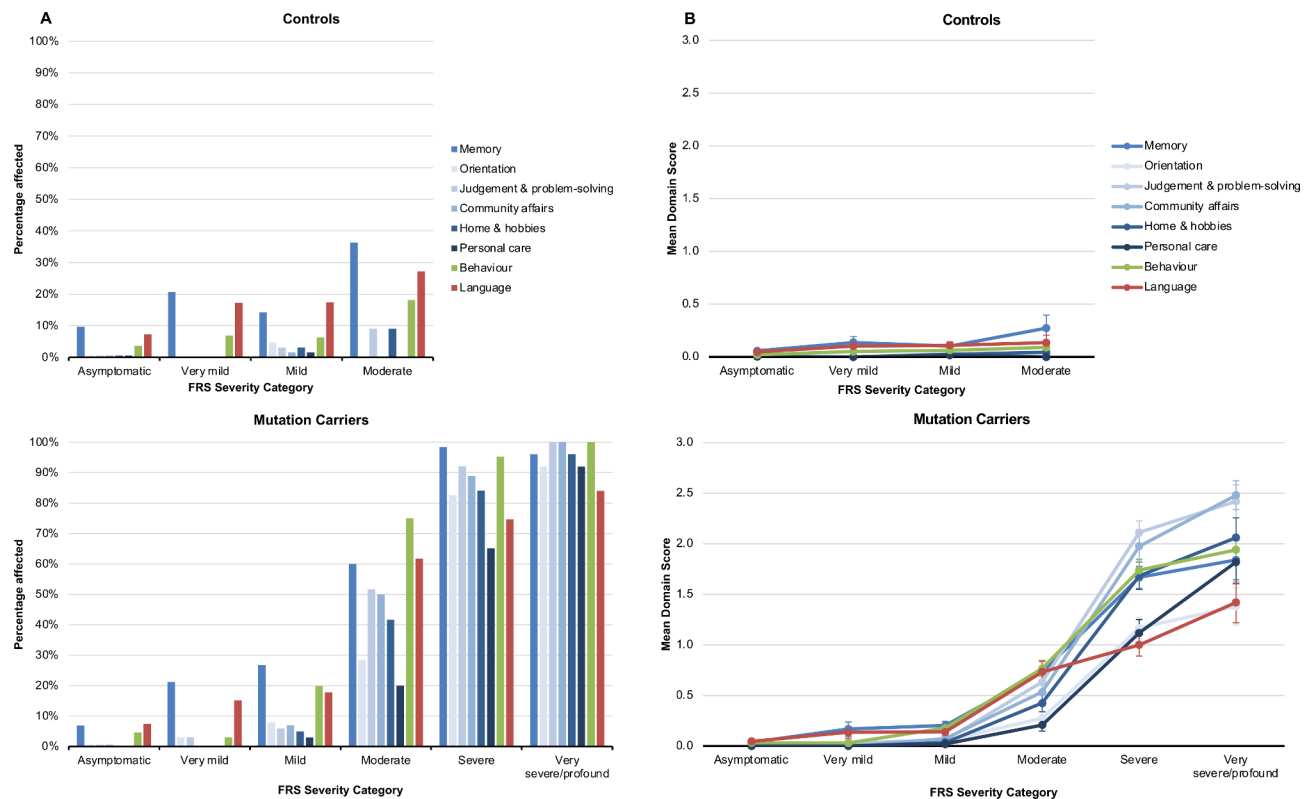 A
Controls
100%
90%
80%
70%
60%
50%
40%
30%
20%
10%
0%
Percentage affected
Asymptomatic
Very mild
Mild
Moderate
FRS Severity Category
Memory
Orientation
Judgement & problem-solving
Community affairs
Home & hobbies
Personal care
Behaviour
Language
B
Controls
3.0
2.5
2.0
1.5
1.0
0.5
0.0
Mean Domain Score
Asymptomatic
Very mild
Mild
Moderate
FRS Severity Category
Memory
Orientation
Judgement & problem-solving
Community affairs
Home & hobbies
Personal care
Behaviour
Language
Mutation Carriers
100%
90%
80%
70%
60%
50%
40%
30%
20%
10%
0%
Percentage affected
Asymptomatic
Very mild
Mild
Moderate
Severe
Very
severe/profound
FRS Severity Category
Mutation Carriers
3.0
2.5
2.0
1.5
1.0
0.5
0.0
Mean Domain Score
Asymptomatic
Very mild
Mild
Moderate
Severe
Very
severe/profound
FRS Severity Category